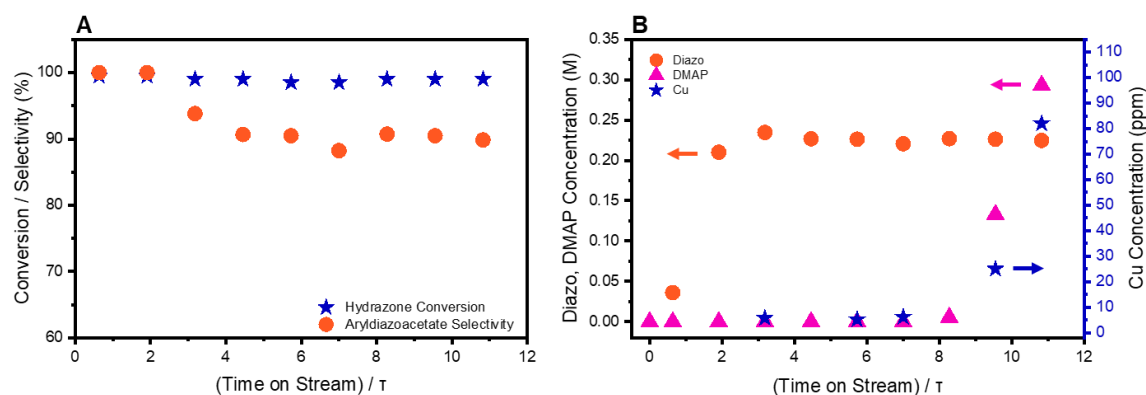 A
Conversion / Selectivity (%)
100
90
80
70
60
0 2 4 6 8 10 12
(Time on Stream) / τ
Hydrazone Conversion
Aryldiazoacetate Selectivity
B
Diazo, DMAP Concentration (M)
0.35
0.30
0.25
0.20
0.15
0.10
0.05
0.00
0 2 4 6 8 10 12
(Time on Stream) / τ
Diazo
DMAP
Cu
110
100
90
80
70
60
50
40
30
20
10
0
Cu Concentration (ppm)